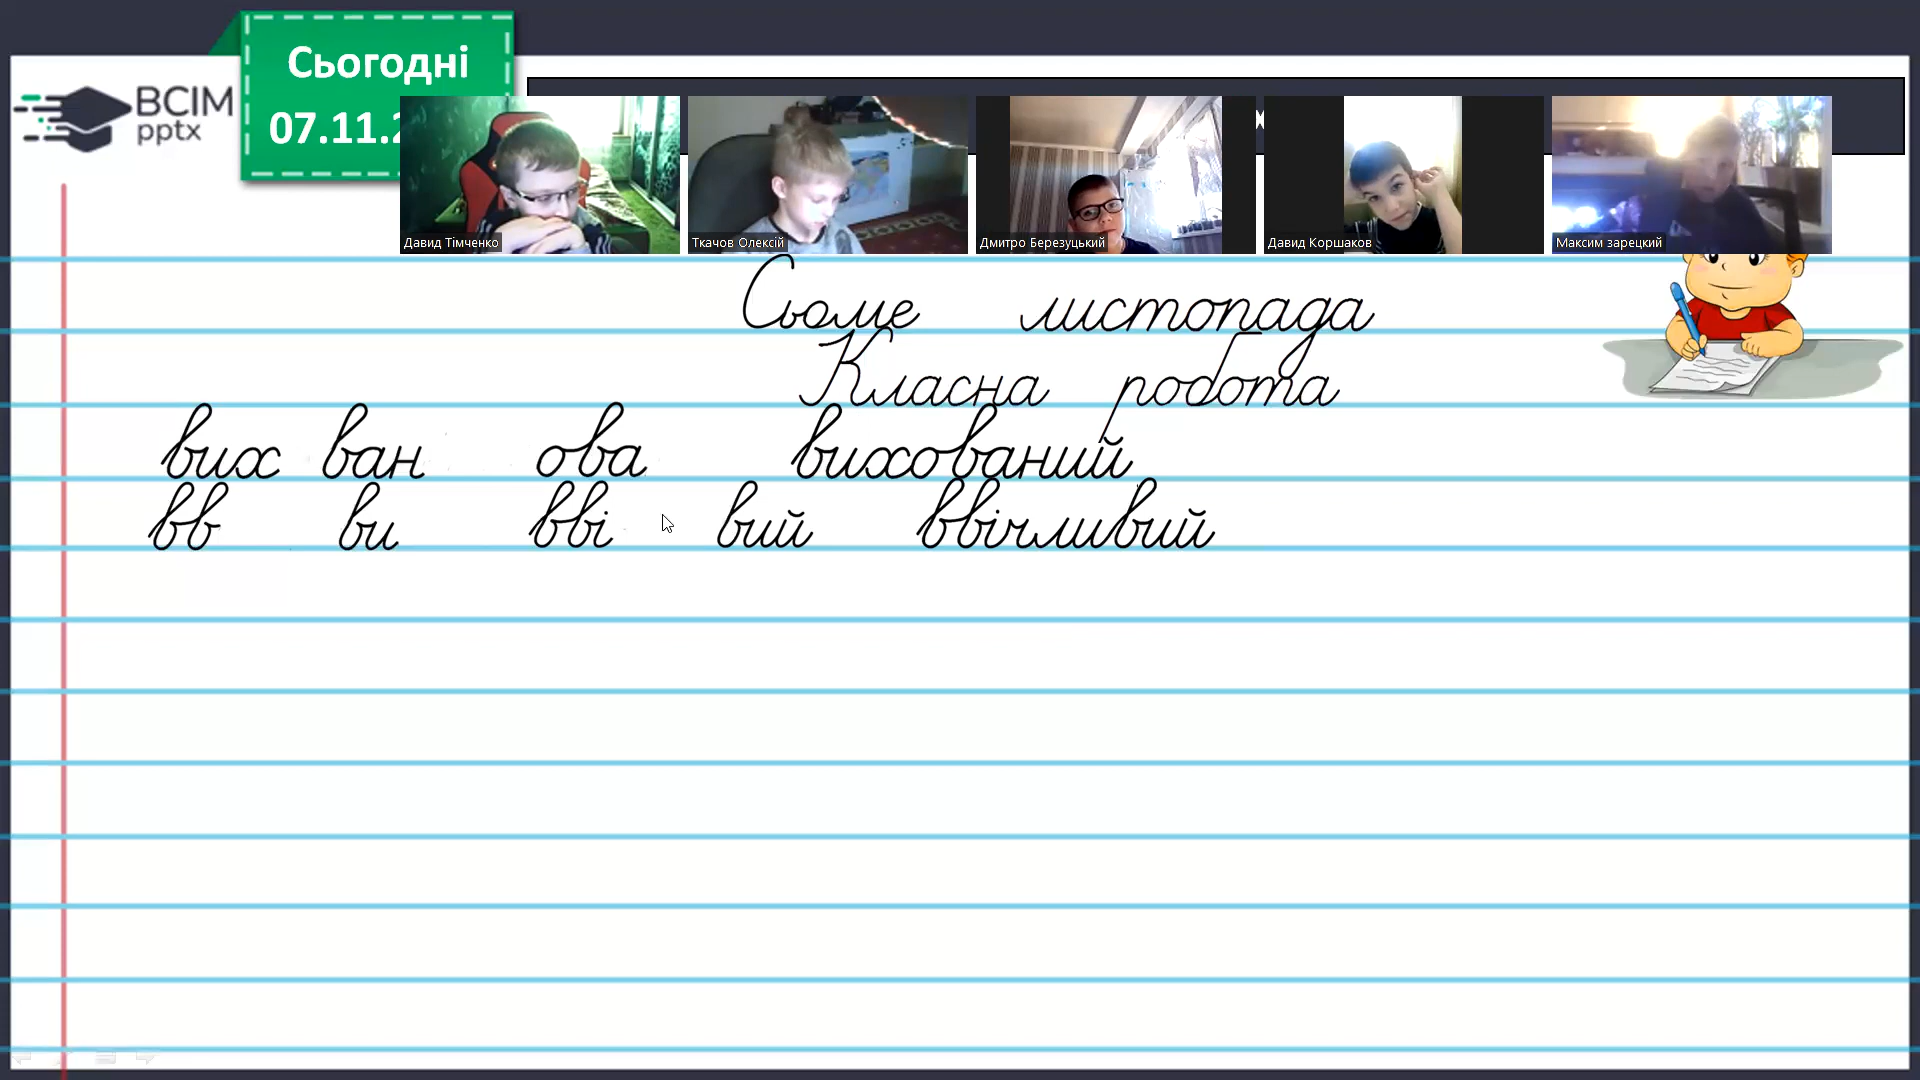 Сьогодні
07.11.2
ВСІМ
pptx
Давид Тімченко
Ткачов Олексій
Дмитро Березуцький
Давид Коршаков
Максим зарецкий
Сьоме листопада
Класна робота
вих ван ова вихований
вв ви вві вий ввічливий